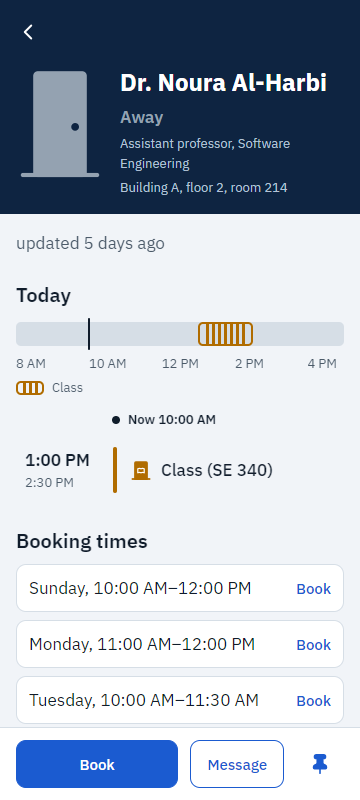 Dr. Noura Al-Harbi
Away
Assistant professor, Software
Engineering
Building A, floor 2, room 214
updated 5 days ago
Today
8 AM 10 AM 12 PM 2 PM 4 PM
Class
Now 10:00 AM
1:00 PM
2:30 PM
Class (SE 340)
Booking times
Sunday, 10:00 AM–12:00 PM Book
Monday, 11:00 AM–12:00 PM Book
Tuesday, 10:00 AM–11:30 AM Book
Book Message